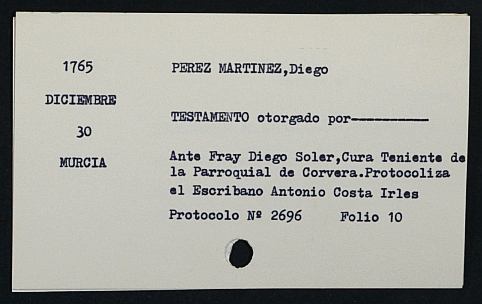 1765
PEREZ MARTINEZ,Diego
DICIEMBRE
TESTAMENTO otorgado por-----------
30
MURCIA
Ante Fray Diego Soler,Cura Teniente de
la Parroquial de Corvera.Protocoliza
el Escribano Antonio Costa Irles
Protocolo Nº 2696 Folio 10